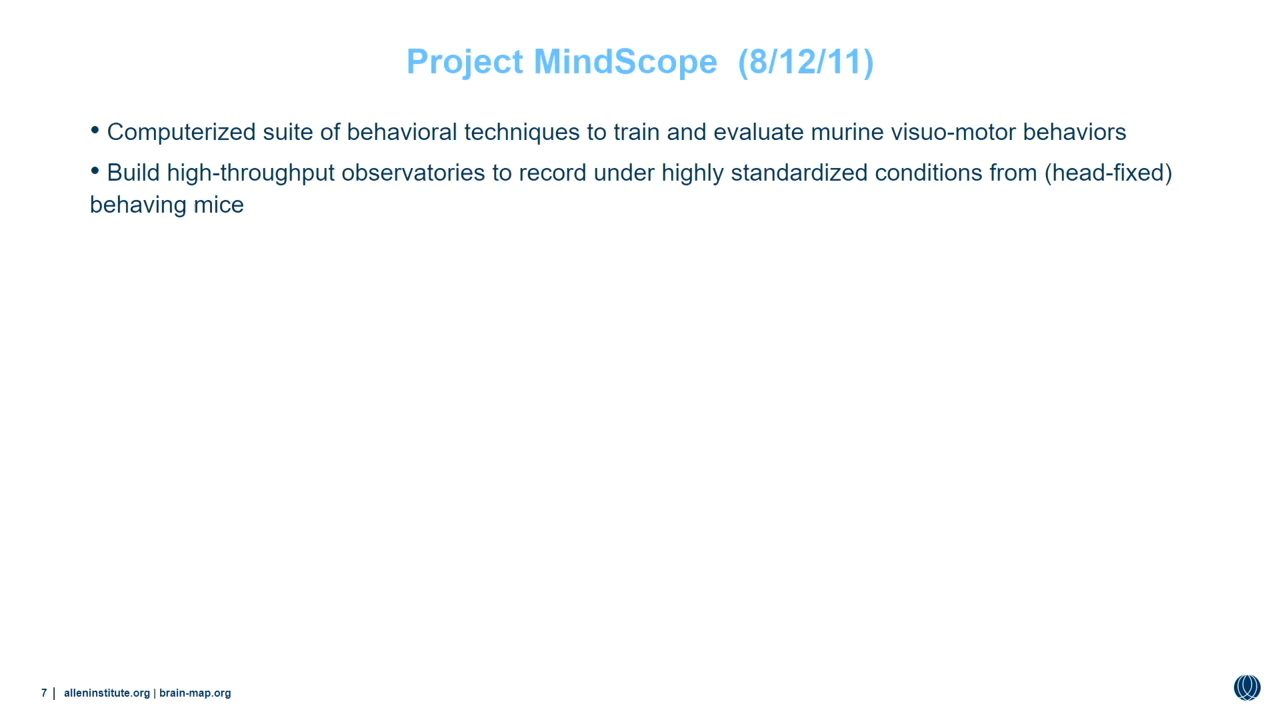 Project MindScope (8/12/11)
• Computerized suite of behavioral techniques to train and evaluate murine visuo-motor behaviors
• Build high-throughput observatories to record under highly standardized conditions from (head-fixed)
behaving mice
7 | alleninstitute.org | brain-map.org